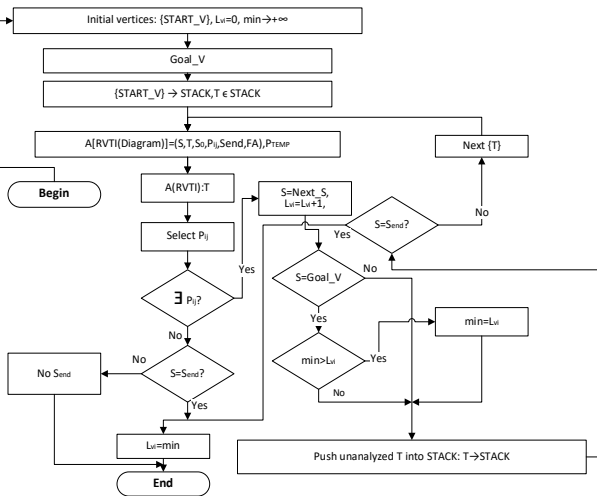 Initial vertices: {START_V}, Lvi=0, min→+∞
Goal_V
{START_V} → STACK,T ϵ STACK
A[RVTI(Diagram)]=(S,T,S0,Pij,Send,FA),PTEMP
Next {T}
Begin
A(RVTI):T
S=Next_S,
Lvi=Lvi+1,
No
Select Pij
Yes
S=Send?
Yes
S=Goal_V
No
∃ Pij?
Yes
min=Lvi
No
min>Lvi
Yes
No Send
No
S=Send?
No
Yes
Lvi=min
Push unanalyzed T into STACK: T→STACK
End